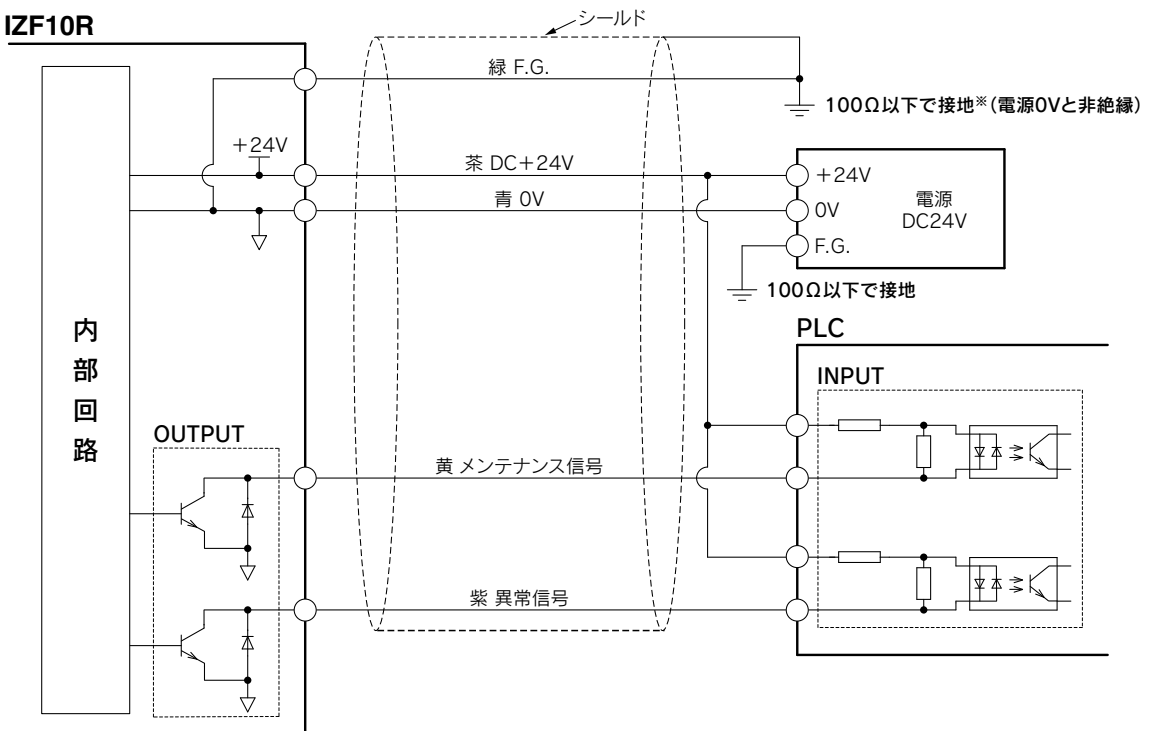 IZF10R
シールド
緑 F.G.
100Ω以下で接地※(電源0Vと非絶縁)
+24V
茶 DC+24V
+24V
青 0V
0V
電源
DC24V
F.G.
100Ω以下で接地
内部回路
PLC
INPUT
OUTPUT
黄 メンテナンス信号
紫 異常信号